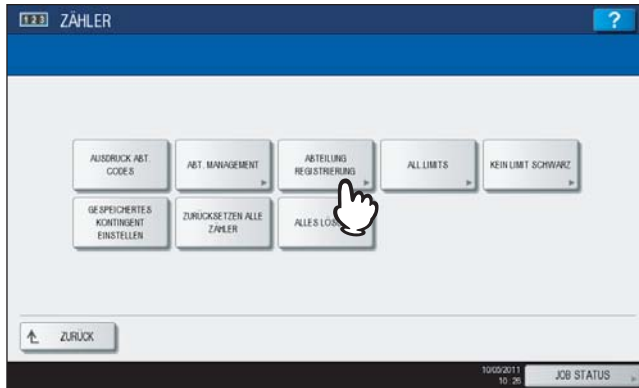 123 ZÄHLER
?
AUSDRUCK ABT.
CODES
ABT. MANAGEMENT
ABTEILUNG
REGISTRIERUNG
ALL LIMITS
KEIN LIMIT SCHWARZ
GESPEICHERTES
KONTINGENT
EINSTELLEN
ZURÜCKSETZEN ALLE
ZÄHLER
ALLES
ZURÜCK
10/05/2011
10 26
JOB STATUS